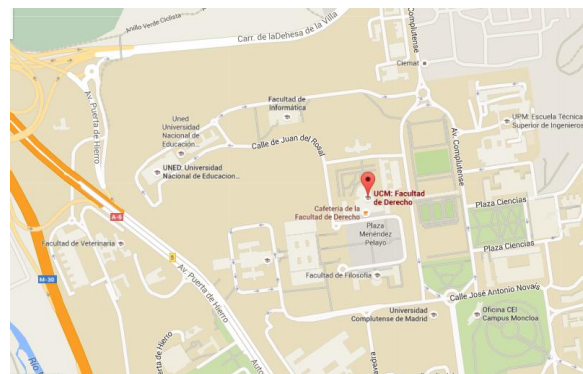 Anillo Verde Ciclista
Carr. de laDehesa de la Villa
Complutense
Ciemat
Av. Puerta de Hierro
Facultad de
Informática
Uned
Universidad
Nacional de
Educación...
UPM: Escuela Técnica
Superior de Ingenieros
Calle de Juan del Rosal
Av. Complutense
UNED: Universidad
Nacional de Educacion...
UCM: Facultad
de Derecho
Plaza Ciencias
Cafetería de la
Facultad de Derecho
A-6
Plaza
Menéndez
Pelayo
Facultad de Veterinaria
Plaza Ciencias
5
M-30
Av. Puerta de Hierro
Facultad de Filosofía
Calle José Antonio Novais
Universidad
Complutense de Madrid
Oficina CEI
Campus Moncloa